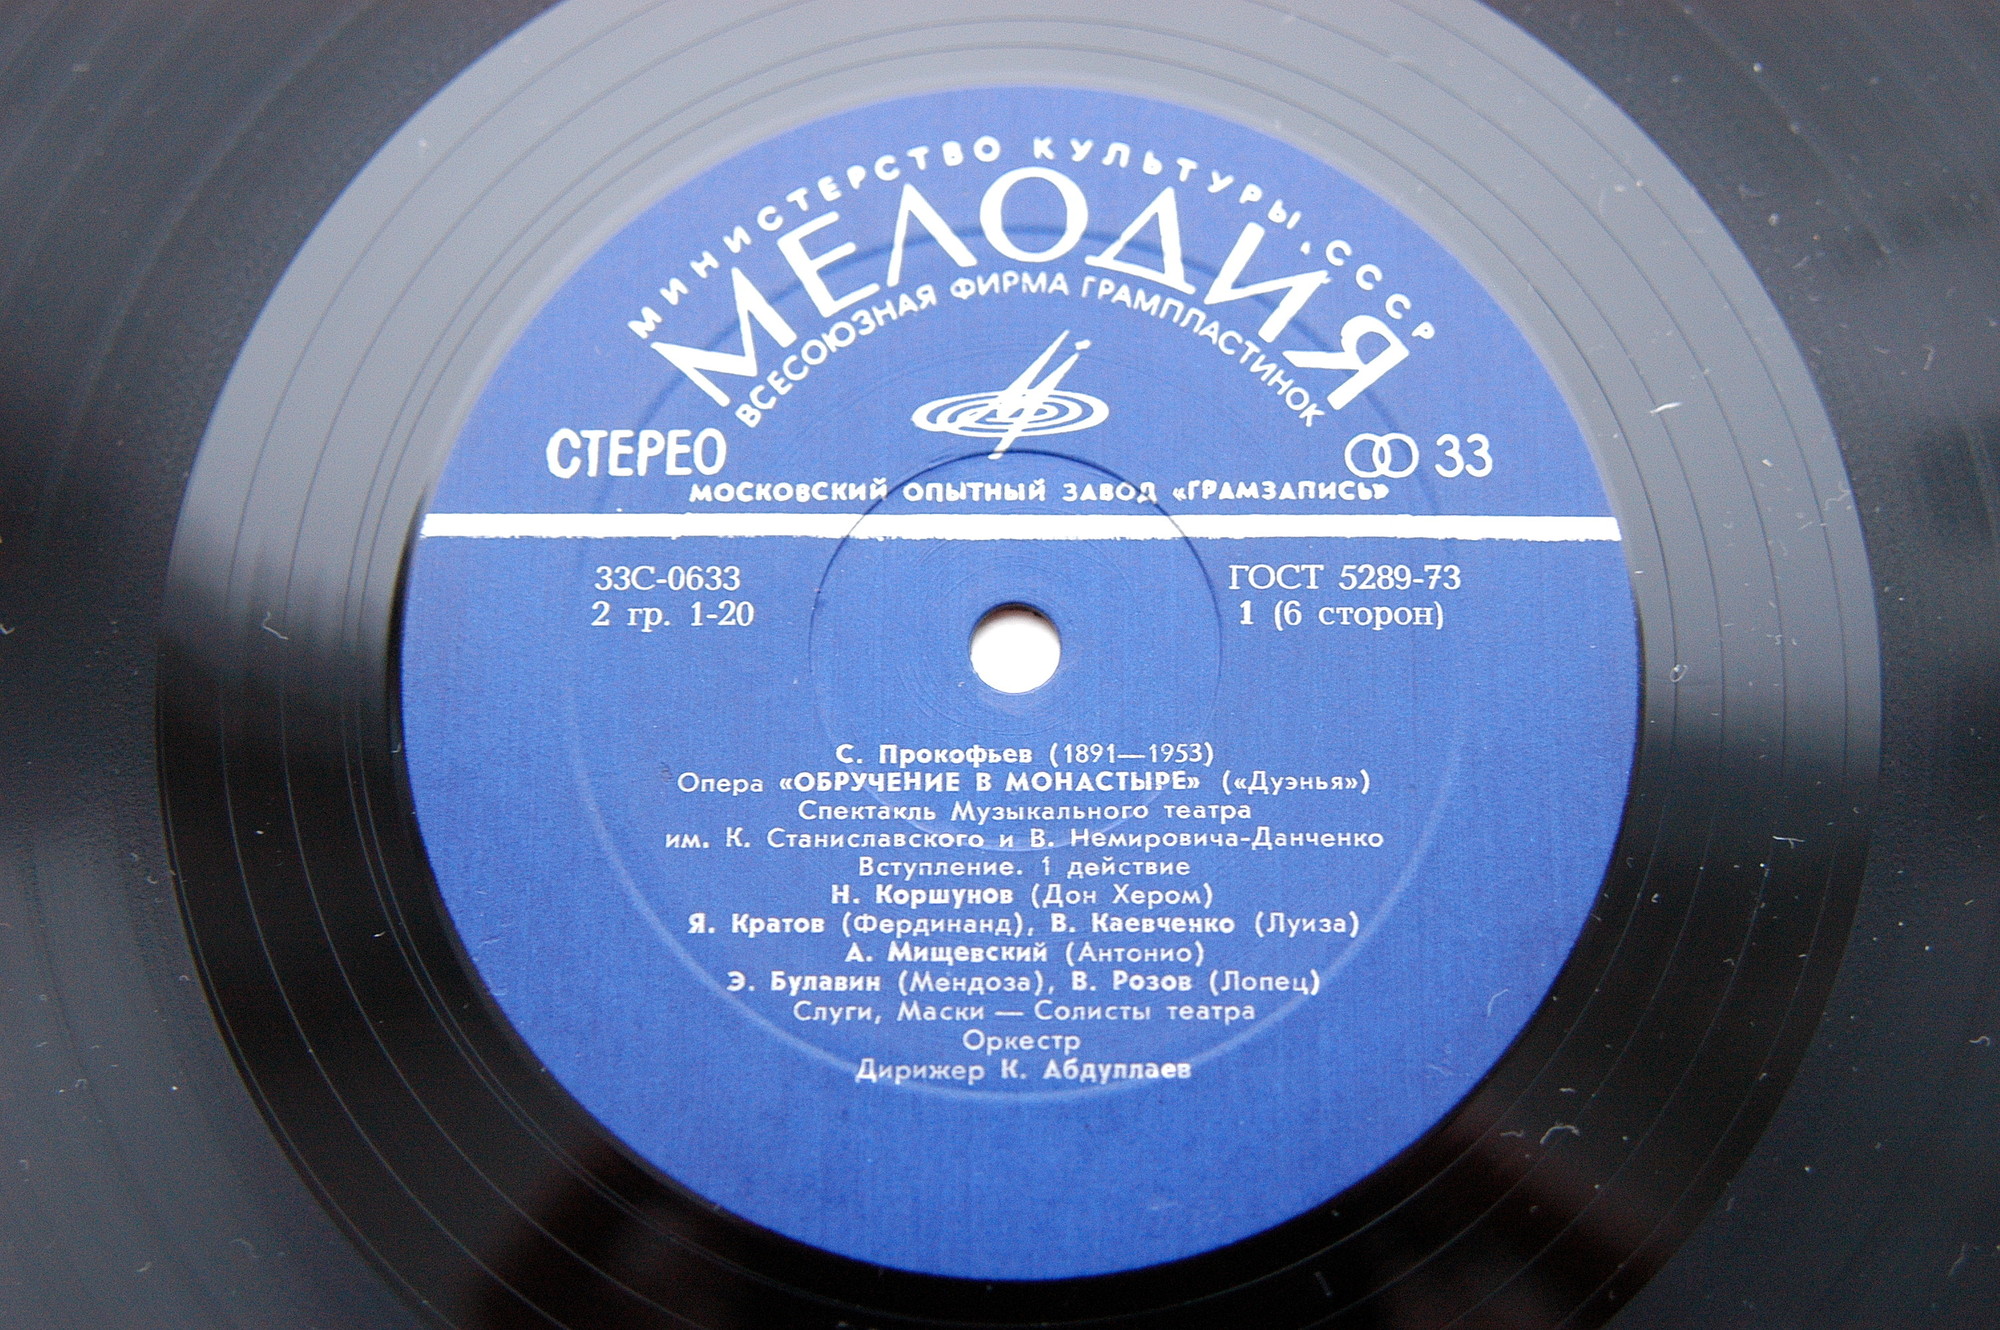 МИНИСТЕРСТВО КУЛЬТУРЫ СССР
МЕЛОДИЯ
ВСЕСОЮЗНАЯ ФИРМА ГРАМПЛАСТИНОК
СТЕРЕО
33
МОСКОВСКИЙ ОПЫТНЫЙ ЗАВОД «ГРАМЗАПИСЬ»
33С-0633
ГОСТ 5289-73
2 гр. 1-20
1 (6 сторон)
С. Прокофьев (1891—1953)
Опера «ОБРУЧЕНИЕ В МОНАСТЫРЕ» («Дуэнья»)
Спектакль Музыкального театра
им. К. Станиславского и В. Немировича-Данченко
Вступление. 1 действие
Н. Коршунов (Дон Хером)
Я. Кратов (Фердинанд), В. Каевченко (Луиза)
А. Мищевский (Антонио)
Э. Булавин (Мендоза), В. Розов (Лопец)
Слуги, Маски — Солисты театра
Оркестр
Дирижер К. Абдуллаев